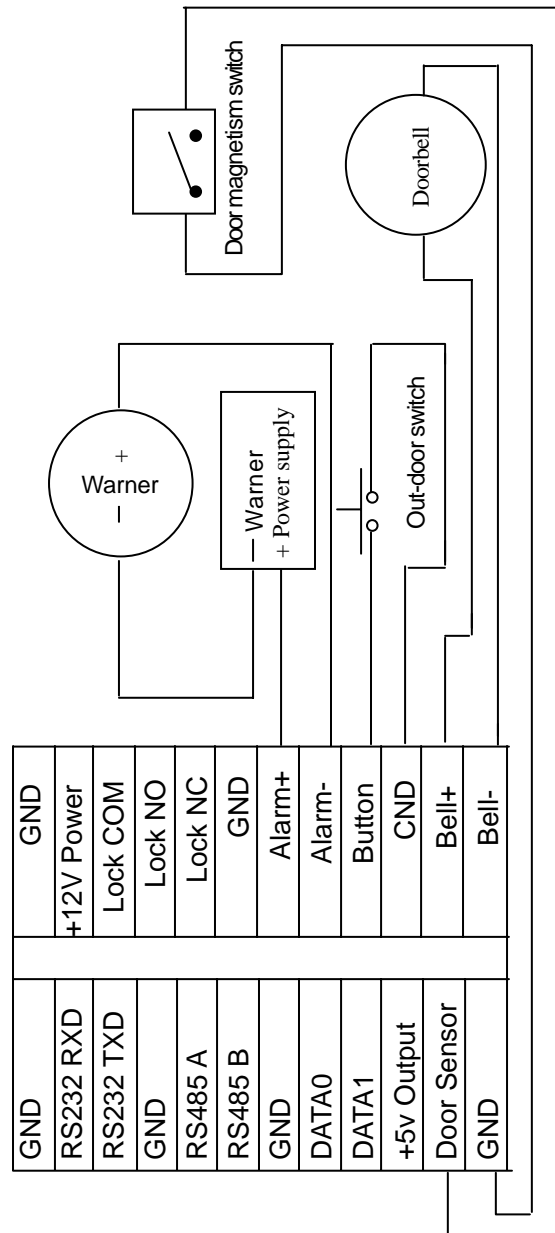 Door magnetism switch
Doorbell
+
Warner
—
— Warner
+ Power supply
Out-door switch
GND
+12V Power
Lock COM
Lock NO
Lock NC
GND
Alarm+
Alarm-
Button
CND
Bell+
Bell-
GND
RS232 RXD
RS232 TXD
GND
RS485 A
RS485 B
GND
DATA0
DATA1
+5v Output
Door Sensor
GND